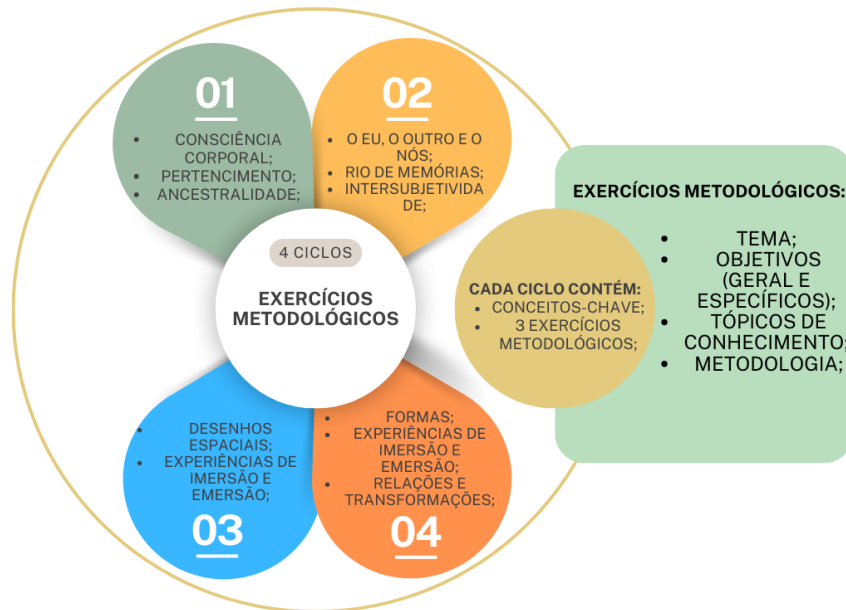 01
• CONSCIÊNCIA
CORPORAL;
• PERTENCIMENTO;
• ANCESTRALIDADE;
02
• O EU, O OUTRO E O
NÓS;
• RIO DE MEMÓRIAS;
• INTERSUBJETIVIDA
DE;
4 CICLOS
EXERCÍCIOS
METODOLÓGICOS
• DESENHOS
ESPACIAIS;
• EXPERIÊNCIAS DE
IMERSÃO E
EMERSÃO;
03
• FORMAS;
• EXPERIÊNCIAS DE
IMERSÃO E
EMERSÃO;
• RELAÇÕES E
TRANSFORMAÇÕES;
04
CADA CICLO CONTÉM:
• CONCEITOS-CHAVE;
• 3 EXERCÍCIOS
METODOLÓGICOS;
EXERCÍCIOS METODOLÓGICOS:
• TEMA;
• OBJETIVOS
(GERAL E
ESPECÍFICOS);
• TÓPICOS DE
CONHECIMENTO;
• METODOLOGIA;